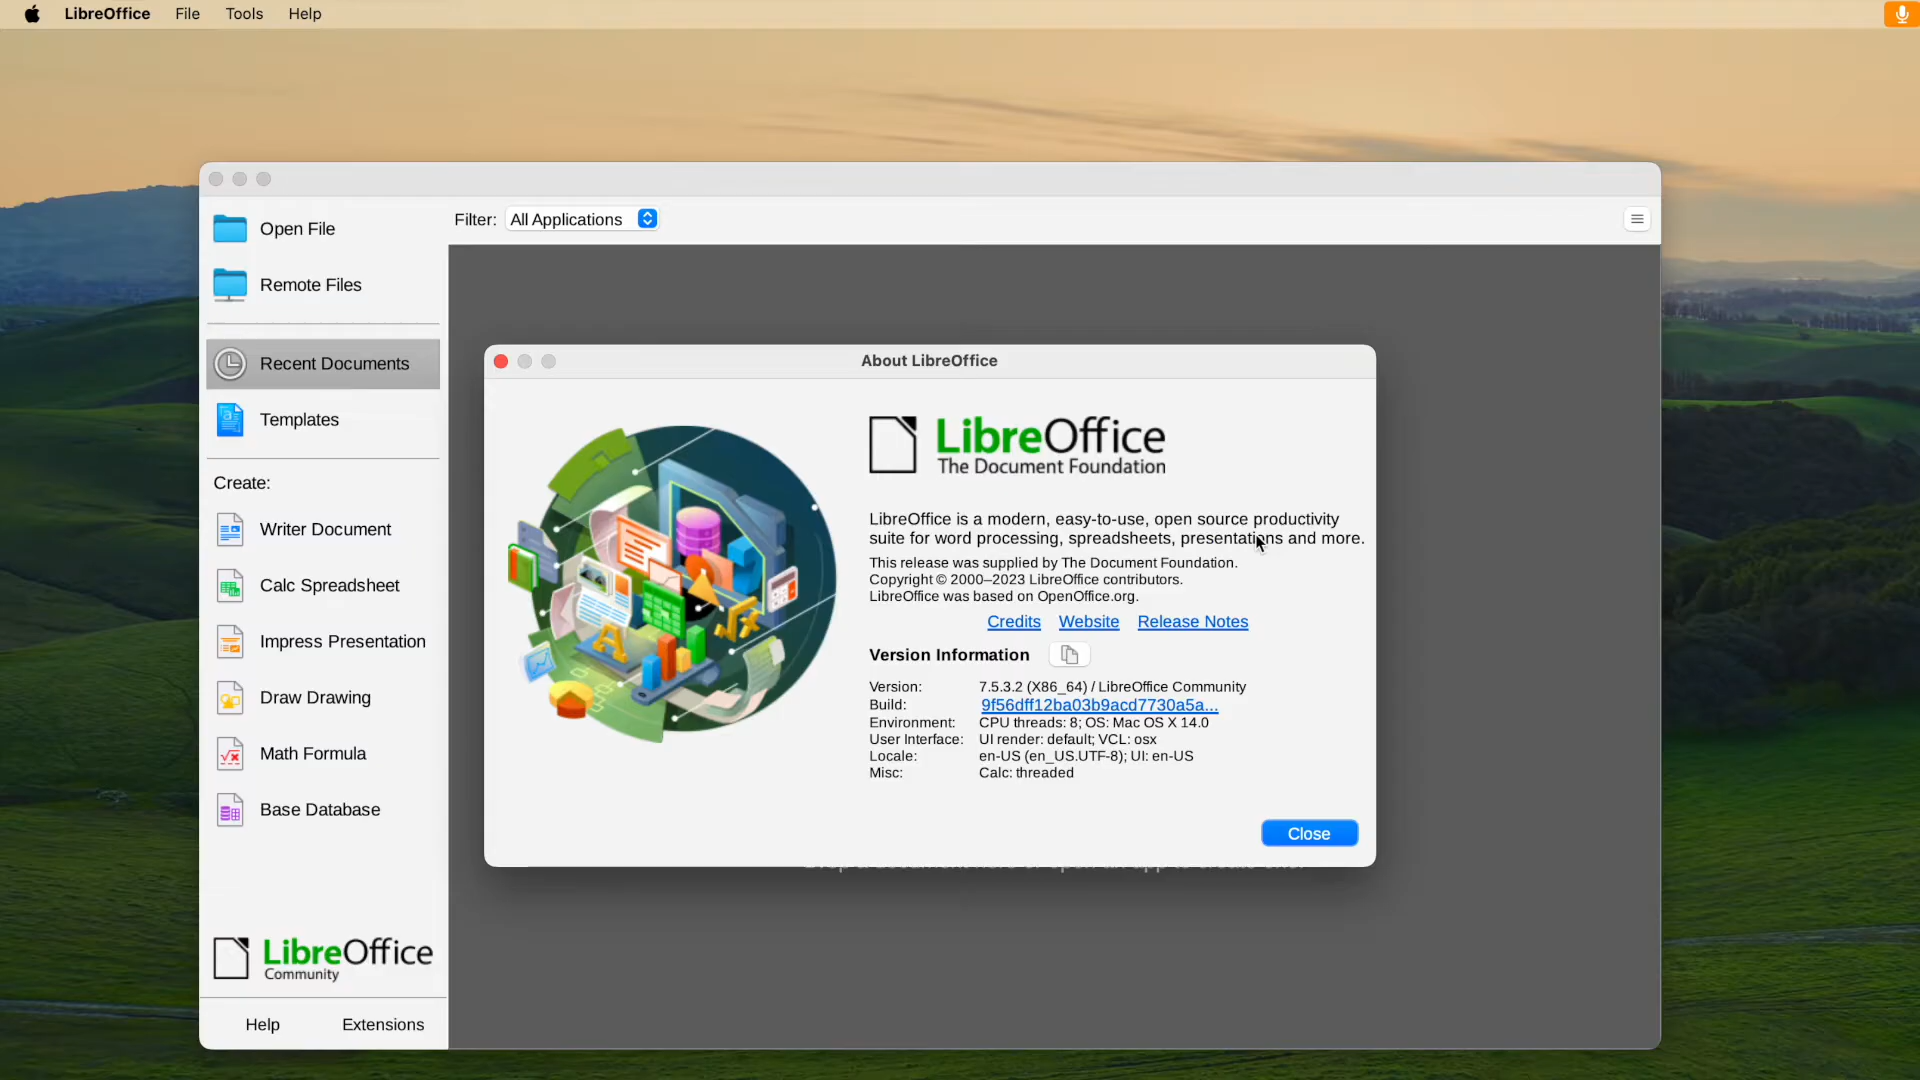 LibreOffice File Tools Help
Open File
Filter: All Applications
Remote Files
Recent Documents
Templates
Create:
Writer Document
Calc Spreadsheet
Impress Presentation
Draw Drawing
Math Formula
Base Database
LibreOffice
Community
Help Extensions
About LibreOffice
LibreOffice
The Document Foundation
LibreOffice is a modern, easy-to-use, open source productivity
suite for word processing, spreadsheets, presentations and more.
This release was supplied by The Document Foundation.
Copyright © 2000–2023 LibreOffice contributors.
LibreOffice was based on OpenOffice.org.
Credits Website Release Notes
Version Information
Version: 7.5.3.2 (X86_64) / LibreOffice Community
Build: 9f56dff12ba03b9acd7730a5a...
Environment: CPU threads: 8; OS: Mac OS X 14.0
User Interface: UI render: default; VCL: osx
Locale: en-US (en_US.UTF-8); UI: en-US
Misc: Calc: threaded
Close